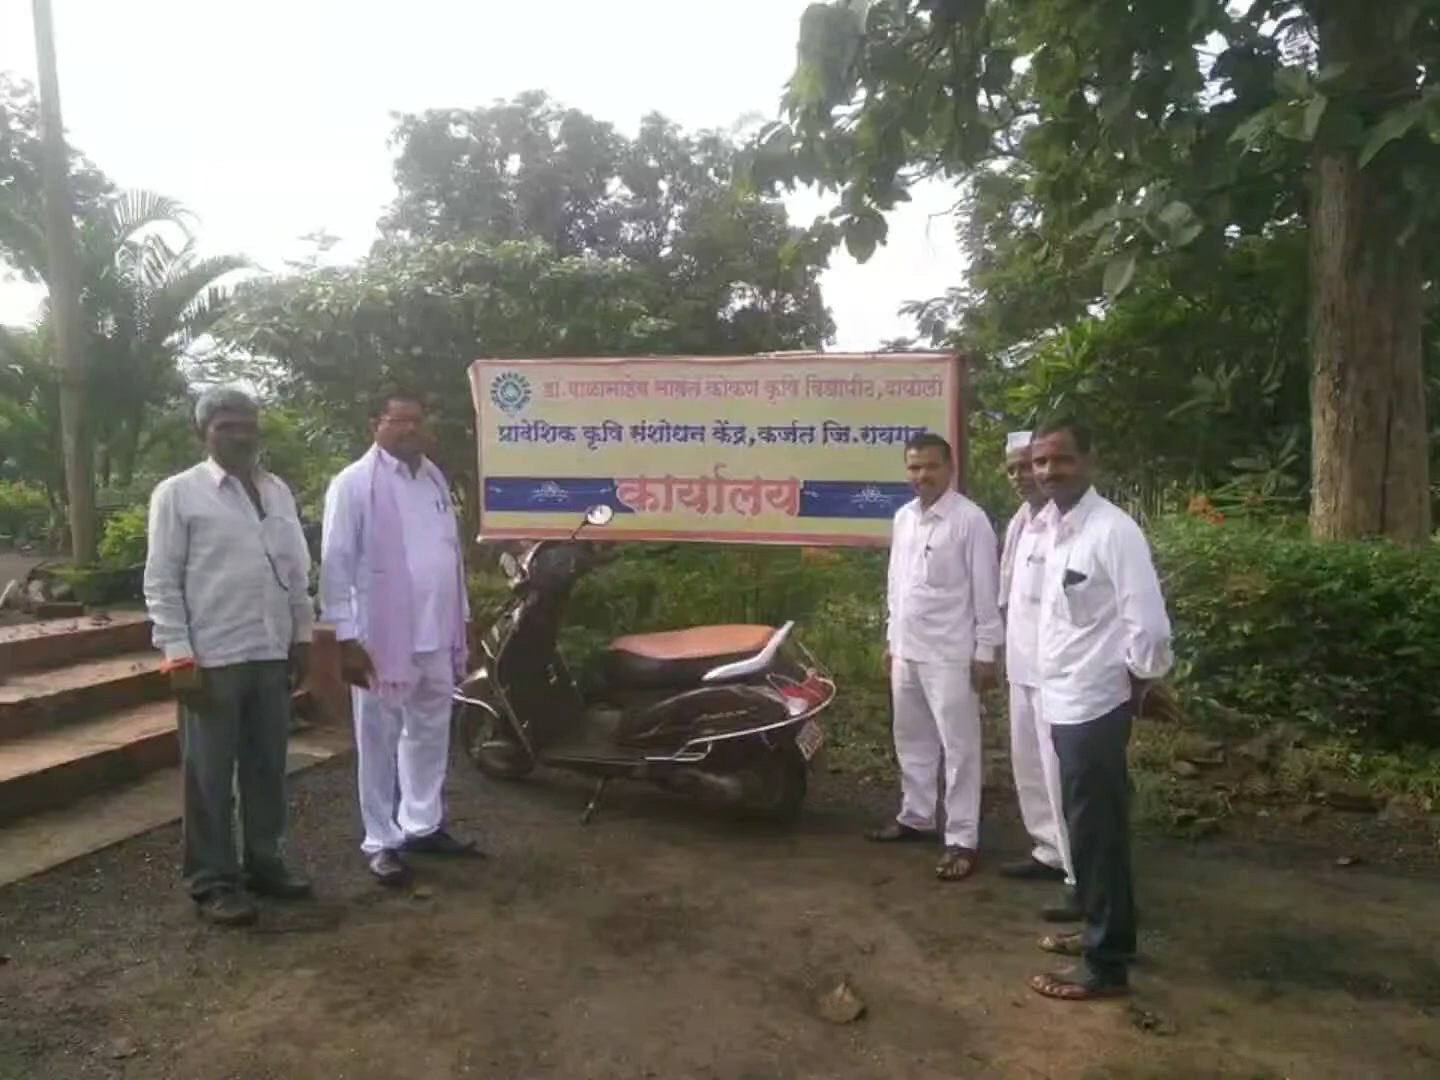 डॉ.बाळासाहेब सावंत कोकण कृषि विद्यापीठ,दापोली
प्रादेशिक कृषि संशोधन केंद्र,कर्जत जि.रायगड
कार्यालय